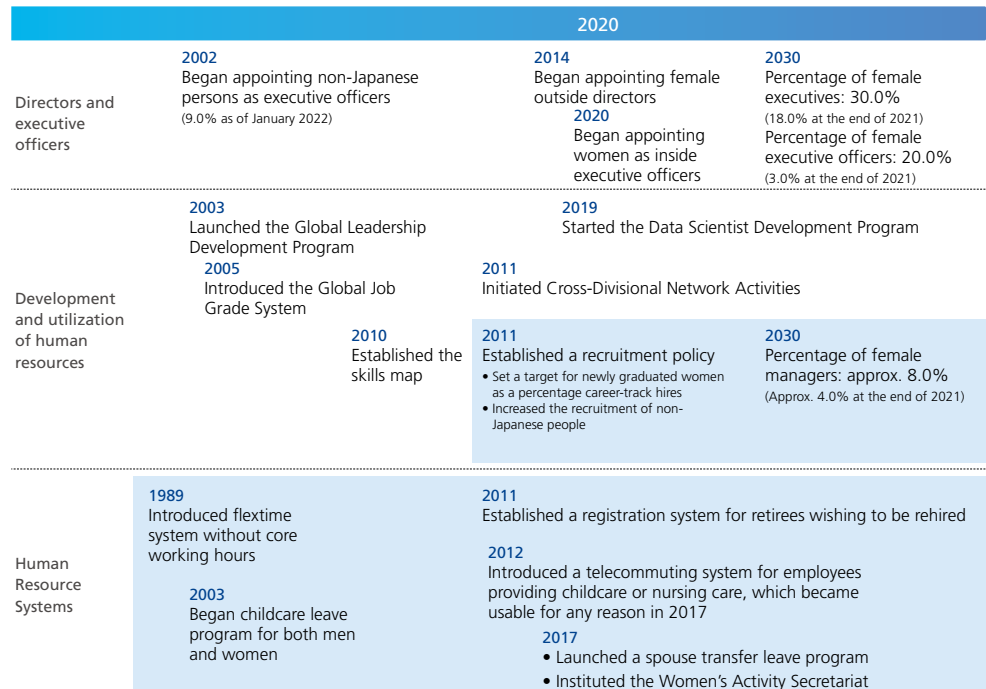 2020
Directors and
executive
officers
2002
Began appointing non-Japanese
persons as executive officers
(9.0% as of January 2022)
2014
Began appointing female
outside directors
2020
Began appointing
women as inside
executive officers
2030
Percentage of female
executives: 30.0%
(18.0% at the end of 2021)
Percentage of female
executive officers: 20.0%
(3.0% at the end of 2021)
Development
and utilization
of human
resources
2003
Launched the Global Leadership
Development Program
2019
Started the Data Scientist Development Program
2005
Introduced the Global Job
Grade System
2011
Initiated Cross-Divisional Network Activities
2010
Established the
skills map
2011
Established a recruitment policy
• Set a target for newly graduated women
as a percentage career-track hires
• Increased the recruitment of non-
Japanese people
2030
Percentage of female
managers: approx. 8.0%
(Approx. 4.0% at the end of 2021)
Human
Resource
Systems
1989
Introduced flextime
system without core
working hours
2011
Established a registration system for retirees wishing to be rehired
2003
Began childcare leave
program for both men
and women
2012
Introduced a telecommuting system for employees
providing childcare or nursing care, which became
usable for any reason in 2017
2017
• Launched a spouse transfer leave program
• Instituted the Women's Activity Secretariat